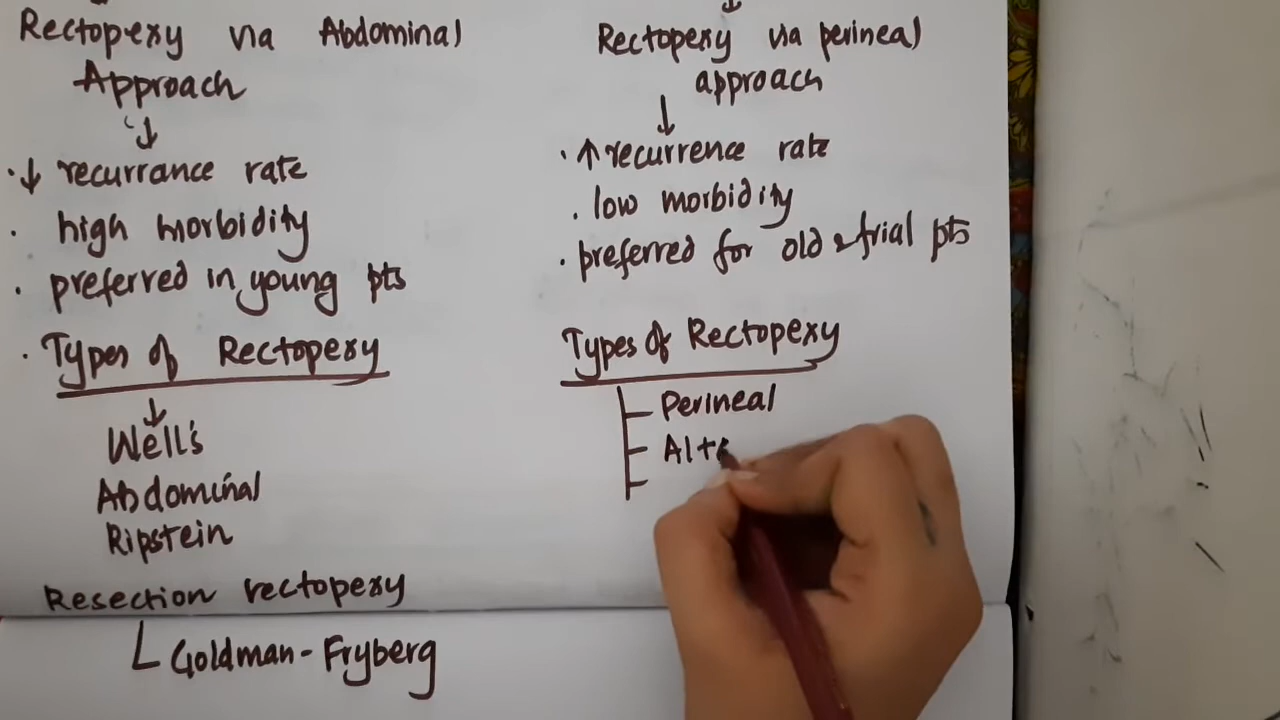 Rectopexy via Abdominal
Approach
↓
· ↓ recurrance rate
· high morbidity
· preferred in young pts
· Types of Rectopexy
↓
Well's
Abdominal
Ripstein
Resection rectopexy
Goldman - Fryberg
↓
Rectopexy via perineal
approach
↓
· ↑ recurrence rate
· low morbidity
· preferred for old & frial pts
Types of Rectopexy
Perineal
Alt